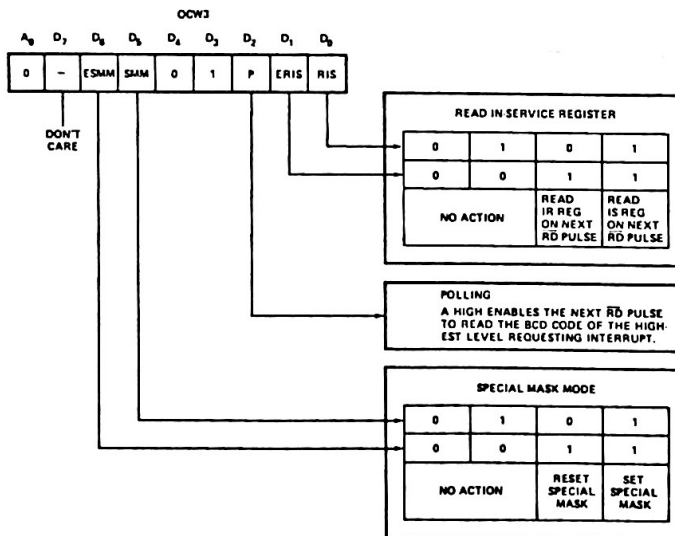 OCW3
A0 D7 D6 D5 D4 D3 D2 D1 D0
0 – ESMM SMM 0 1 P ERIS RIS
DON'T
CARE
READ IN-SERVICE REGISTER
0 1 0 1
0 0 1 1
NO ACTION
READ
IR REG
ON NEXT
RD PULSE
READ
IS REG
ON NEXT
RD PULSE
POLLING
A HIGH ENABLES THE NEXT RD PULSE
TO READ THE BCD CODE OF THE HIGH-
EST LEVEL REQUESTING INTERRUPT.
SPECIAL MASK MODE
0 1 0 1
0 0 1 1
NO ACTION
RESET
SPECIAL
MASK
SET
SPECIAL
MASK